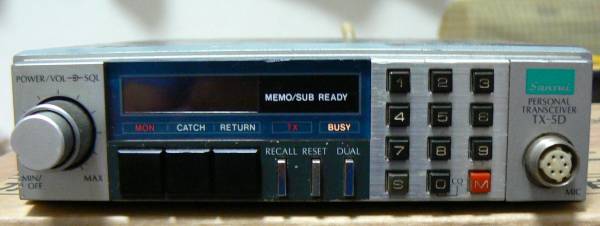 POWER/VOL SQL
MIN/
OFF
MAX
MEMO/SUB READY
MON CATCH RETURN TX BUSY
RECALL RESET DUAL
1 2 3
4 5 6
7 8 9
S 0 CQ M
PERSONAL
TRANSCEIVER
TX-5D
MIC